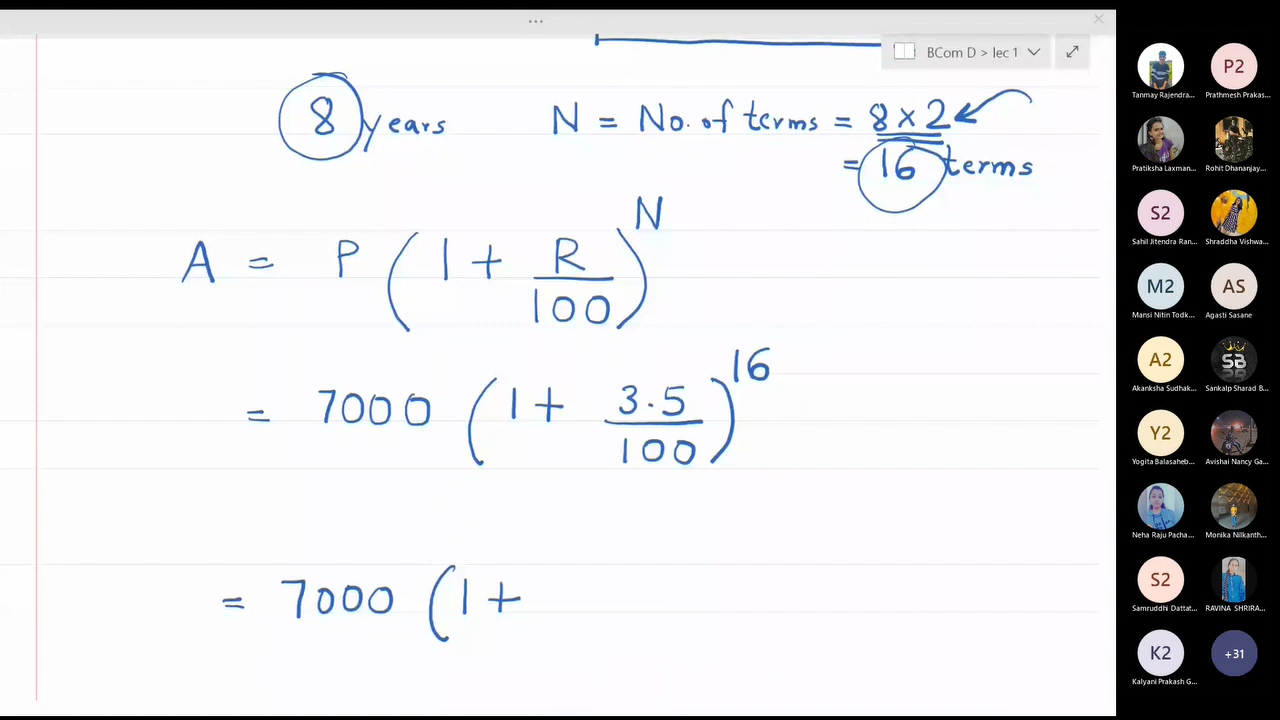 BCom D > lec 1
8 years N = No. of terms = 8 × 2
= 16 terms
A = P ( 1 + R/100 )^N
= 7000 ( 1 + 3.5/100 )^16
= 7000 ( 1 +
Tanmay Rajendra...
P2
Prathmesh Prakas...
Pratiksha Laxman...
Rohit Dhananjay...
S2
Sahil Jitendra Ran...
Shraddha Vishwa...
M2
Mansi Nitin Todk...
AS
Agasti Sasane
A2
Akanksha Sudhak...
SB
Sankalp Sharad B...
Y2
Yogita Balasaheb...
Avishai Nancy Ga...
Neha Raju Pacha...
Monika Nilkanth...
S2
Samruddhi Dattat...
RAVINA SHRIRA...
K2
Kalyani Prakash G...
+31